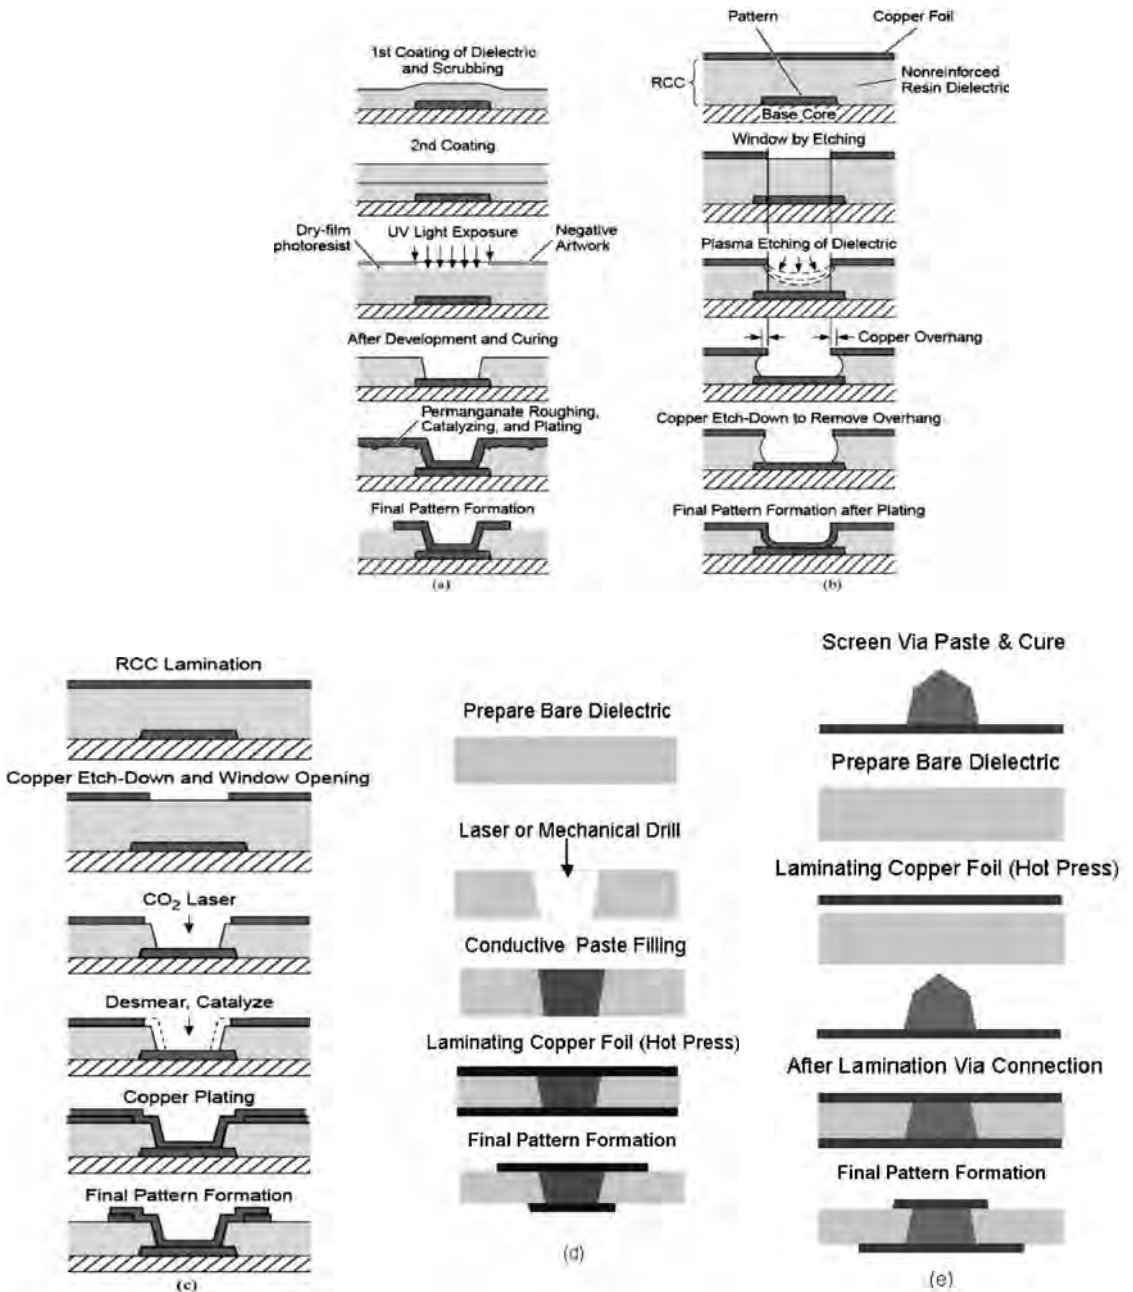 1st Coating of Dielectric
and Scrubbing
2nd Coating
Dry-film
photoresist
UV Light Exposure
Negative
Artwork
After Development and Curing
Permanganate Roughing,
Catalyzing, and Plating
Final Pattern Formation
(a)
Pattern
Copper Foil
RCC
Nonreinforced
Resin Dielectric
Base Core
Window by Etching
Plasma Etching of Dielectric
Copper Overhang
Copper Etch-Down to Remove Overhang
Final Pattern Formation after Plating
(b)
RCC Lamination
Copper Etch-Down and Window Opening
CO₂ Laser
Desmear, Catalyze
Copper Plating
Final Pattern Formation
(c)
Prepare Bare Dielectric
Laser or Mechanical Drill
Conductive Paste Filling
Laminating Copper Foil (Hot Press)
Final Pattern Formation
(d)
Screen Via Paste & Cure
Prepare Bare Dielectric
Laminating Copper Foil (Hot Press)
After Lamination Via Connection
Final Pattern Formation
(e)